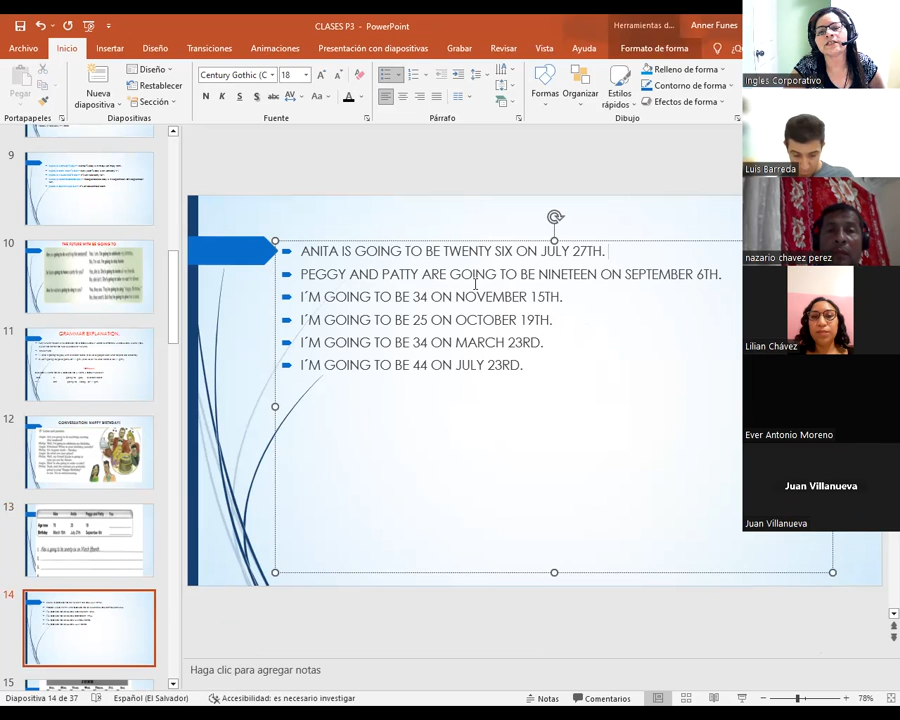 CLASES P3 - PowerPoint
Herramientas d...
Anner Funes
Archivo
Inicio
Insertar
Diseño
Transiciones
Animaciones
Presentación con diapositivas
Grabar
Revisar
Vista
Ayuda
Formato de forma
Pegar
Nueva diapositiva
Diseño
Restablecer
Sección
Century Gothic (C
18
N K S S abc AV Aa A
Formas
Organizar
Estilos rápidos
Relleno de forma
Contorno de forma
Efectos de forma
Portapapeles
Diapositivas
Fuente
Párrafo
Dibujo
Ingles Corporativo
Luis Barreda
nazario chavez perez
Lilian Chávez
Ever Antonio Moreno
Juan Villanueva
Juan Villanueva
9
10
THE FUTURE WITH BE GOING TO.
11
GRAMMAR EXPLANATION.
12
CONVERSATION: HAPPY BIRTHDAY!
13
14
15
ANITA IS GOING TO BE TWENTY SIX ON JULY 27TH.
PEGGY AND PATTY ARE GOING TO BE NINETEEN ON SEPTEMBER 6TH.
I´M GOING TO BE 34 ON NOVEMBER 15TH.
I´M GOING TO BE 25 ON OCTOBER 19TH.
I´M GOING TO BE 34 ON MARCH 23RD.
I´M GOING TO BE 44 ON JULY 23RD.
Haga clic para agregar notas
Diapositiva 14 de 37
Español (El Salvador)
Accesibilidad: es necesario investigar
Notas
Comentarios
78%